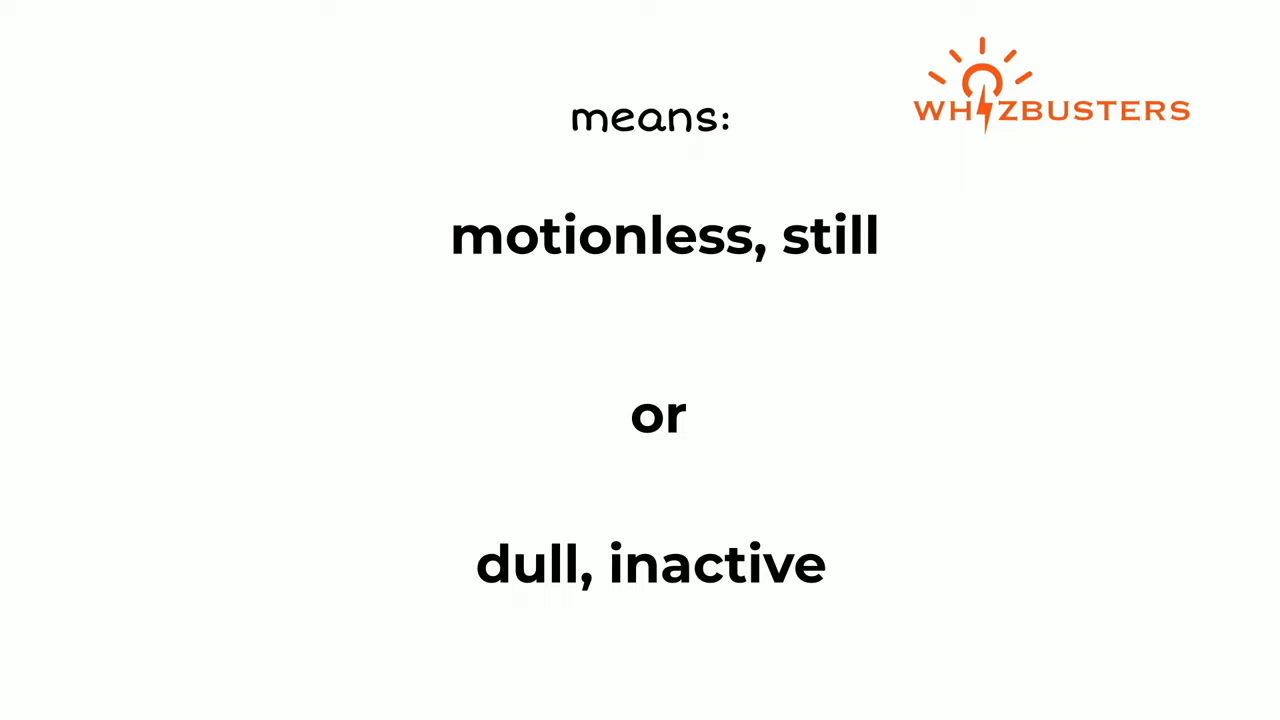 WHIZBUSTERS
means:
motionless, still
or
dull, inactive